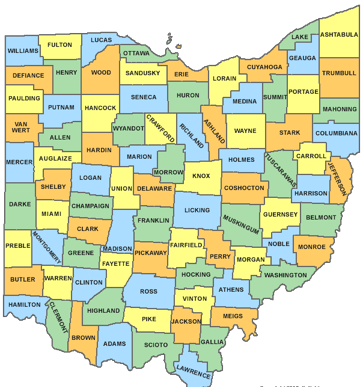 LAKE
ASHTABULA
LUCAS
FULTON
WILLIAMS
OTTAWA
GEAUGA
CUYAHOGA
HENRY
WOOD
SANDUSKY
ERIE
LORAIN
TRUMBULL
DEFIANCE
PORTAGE
SUMMIT
PAULDING
SENECA
HURON
MEDINA
PUTNAM
HANCOCK
MAHONING
VAN
WERT
ALLEN
WYANDOT
CRAWFORD
RICHLAND
ASHLAND
WAYNE
STARK
COLUMBIANA
HARDIN
MERCER
AUGLAIZE
MARION
HOLMES
CARROLL
TUSCARAWAS
JEFFERSON
MORROW
LOGAN
KNOX
SHELBY
UNION
DELAWARE
COSHOCTON
HARRISON
DARKE
CHAMPAIGN
MIAMI
LICKING
GUERNSEY
BELMONT
MUSKINGUM
FRANKLIN
CLARK
PREBLE
MONTGOMERY
MADISON
FAIRFIELD
NOBLE
MONROE
GREENE
PICKAWAY
PERRY
MORGAN
FAYETTE
WASHINGTON
HOCKING
BUTLER
WARREN
CLINTON
ROSS
ATHENS
VINTON
HAMILTON
CLERMONT
HIGHLAND
MEIGS
PIKE
JACKSON
BROWN
ADAMS
SCIOTO
GALLIA
LAWRENCE